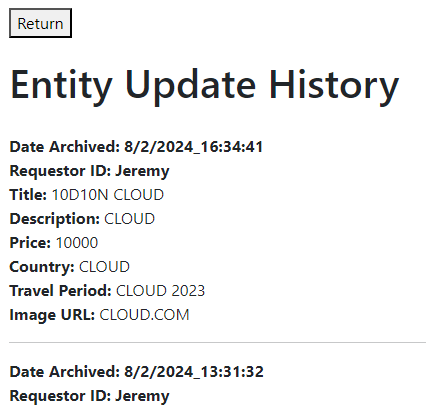 Return
Entity Update History
Date Archived: 8/2/2024_16:34:41
Requestor ID: Jeremy
Title: 10D10N CLOUD
Description: CLOUD
Price: 10000
Country: CLOUD
Travel Period: CLOUD 2023
Image URL: CLOUD.COM
Date Archived: 8/2/2024_13:31:32
Requestor ID: Jeremy